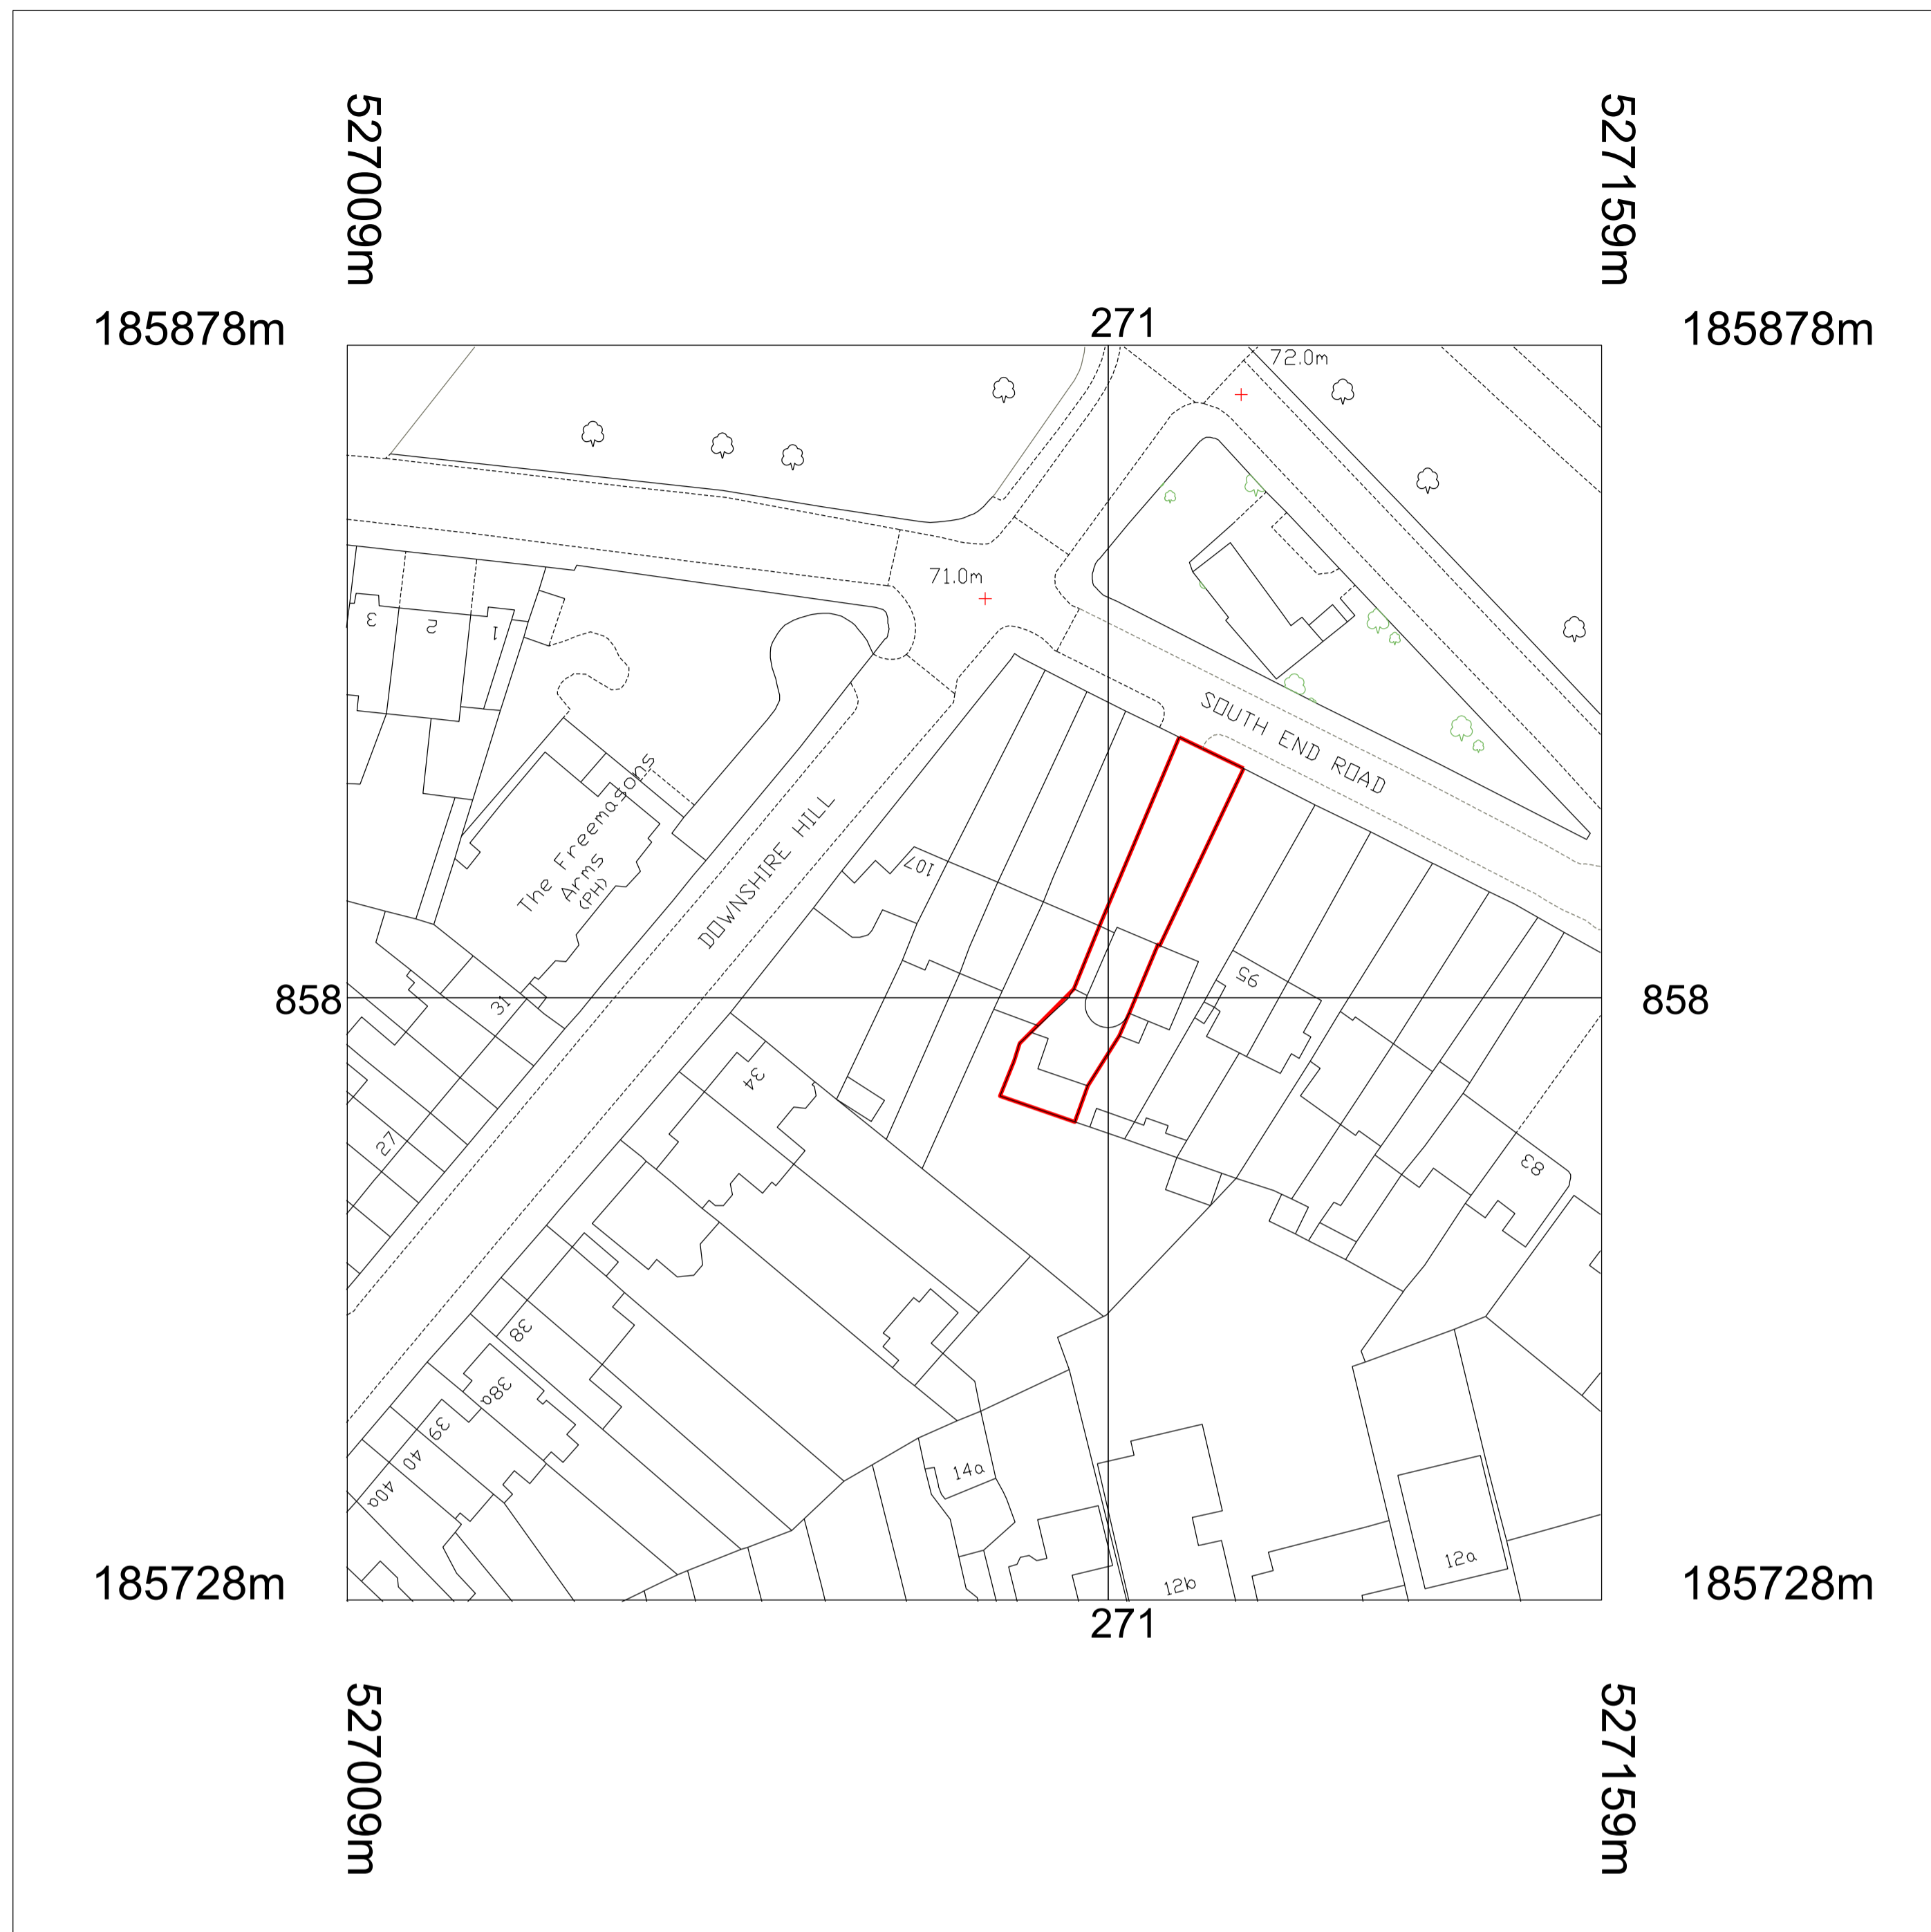 527009m
527159m
185878m
271
185878m
72.0m
71.0m
3
2
1
SOUTH END ROAD
The Freemasons
Arms
(PH)
DOWNSHIRE HILL
107
95
858
858
31
27
34
83
38
38a
39
40
40a
14a
12a
12b
185728m
271
185728m
527009m
527159m